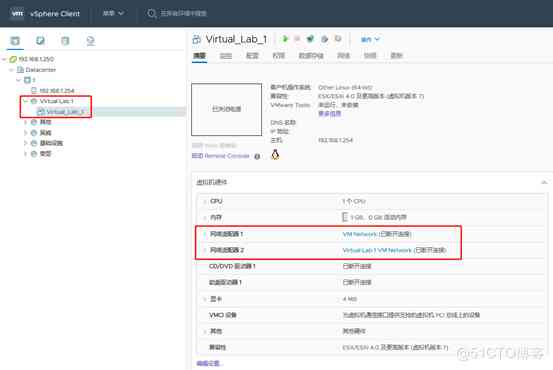 vm vSphere Client 菜单 在所有环境中搜索
192.168.1.250
Datacenter
1
192.168.1.254
Virtual-Lab 1
Virtual_Lab_1
其他
基础设施
Virtual_Lab_1
操作
摘要 监控 配置 权限 数据存储 网络 快照 更新
已关闭电源
客户机操作系统: Other Linux (64-bit)
兼容性: ESX/ESXi 4.0 及更高版本 (虚拟机版本 7)
VMware Tools: 未运行，未安装
更多信息
DNS 名称:
IP 地址:
主机: 192.168.1.254
启动 Remote Console
虚拟机硬件
CPU 1 个 CPU
内存 1 GB，0 GB 活动内存
网络适配器 1 VM Network (已断开连接)
网络适配器 2 Virtual-Lab-1 VM Network (已断开连接)
CD/DVD 驱动器 1 已断开连接
软盘驱动器 1 已断开连接
显卡 4 MB
VMCI 设备 为虚拟机通信接口提供支持的虚拟机 PCI 总线上的设备
其他 其他硬件
兼容性 ESX/ESXi 4.0 及更高版本 (虚拟机版本 7)
编辑设置...
@51CTO博客